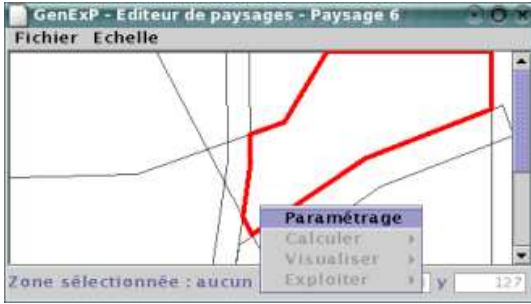 GenExP - Editeur de paysages - Paysage 6
Fichier Echelle
Paramétrage
Calculer
Visualiser
Exploiter
Zone sélectionnée : aucun y 127